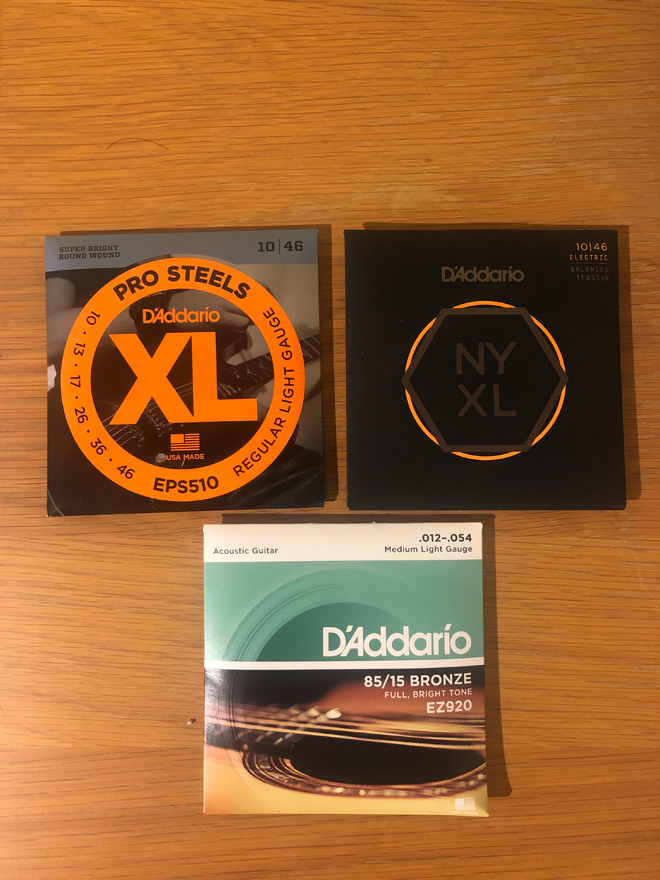 SUPER BRIGHT
ROUND WOUND
10|46
PRO STEELS
D'Addario
XL
10 · 13 · 17 · 26 · 36 · 46
REGULAR LIGHT GAUGE
USA MADE
EPS510
10|46
ELECTRIC
BALANCED
TENSION
D'Addario
NY
XL
Acoustic Guitar
.012-.054
Medium Light Gauge
D'Addario
85/15 BRONZE
FULL, BRIGHT TONE
EZ920